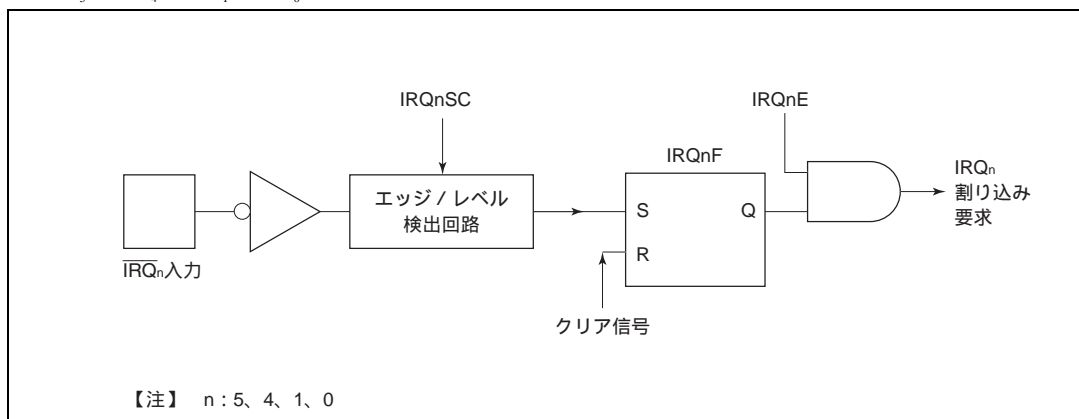 IRQnSC
IRQnE
IRQnF
IRQn
割り込み
要求
エッジ / レベル
検出回路
S
Q
R
IRQn入力
クリア信号
【注】 n : 5、4、1、0